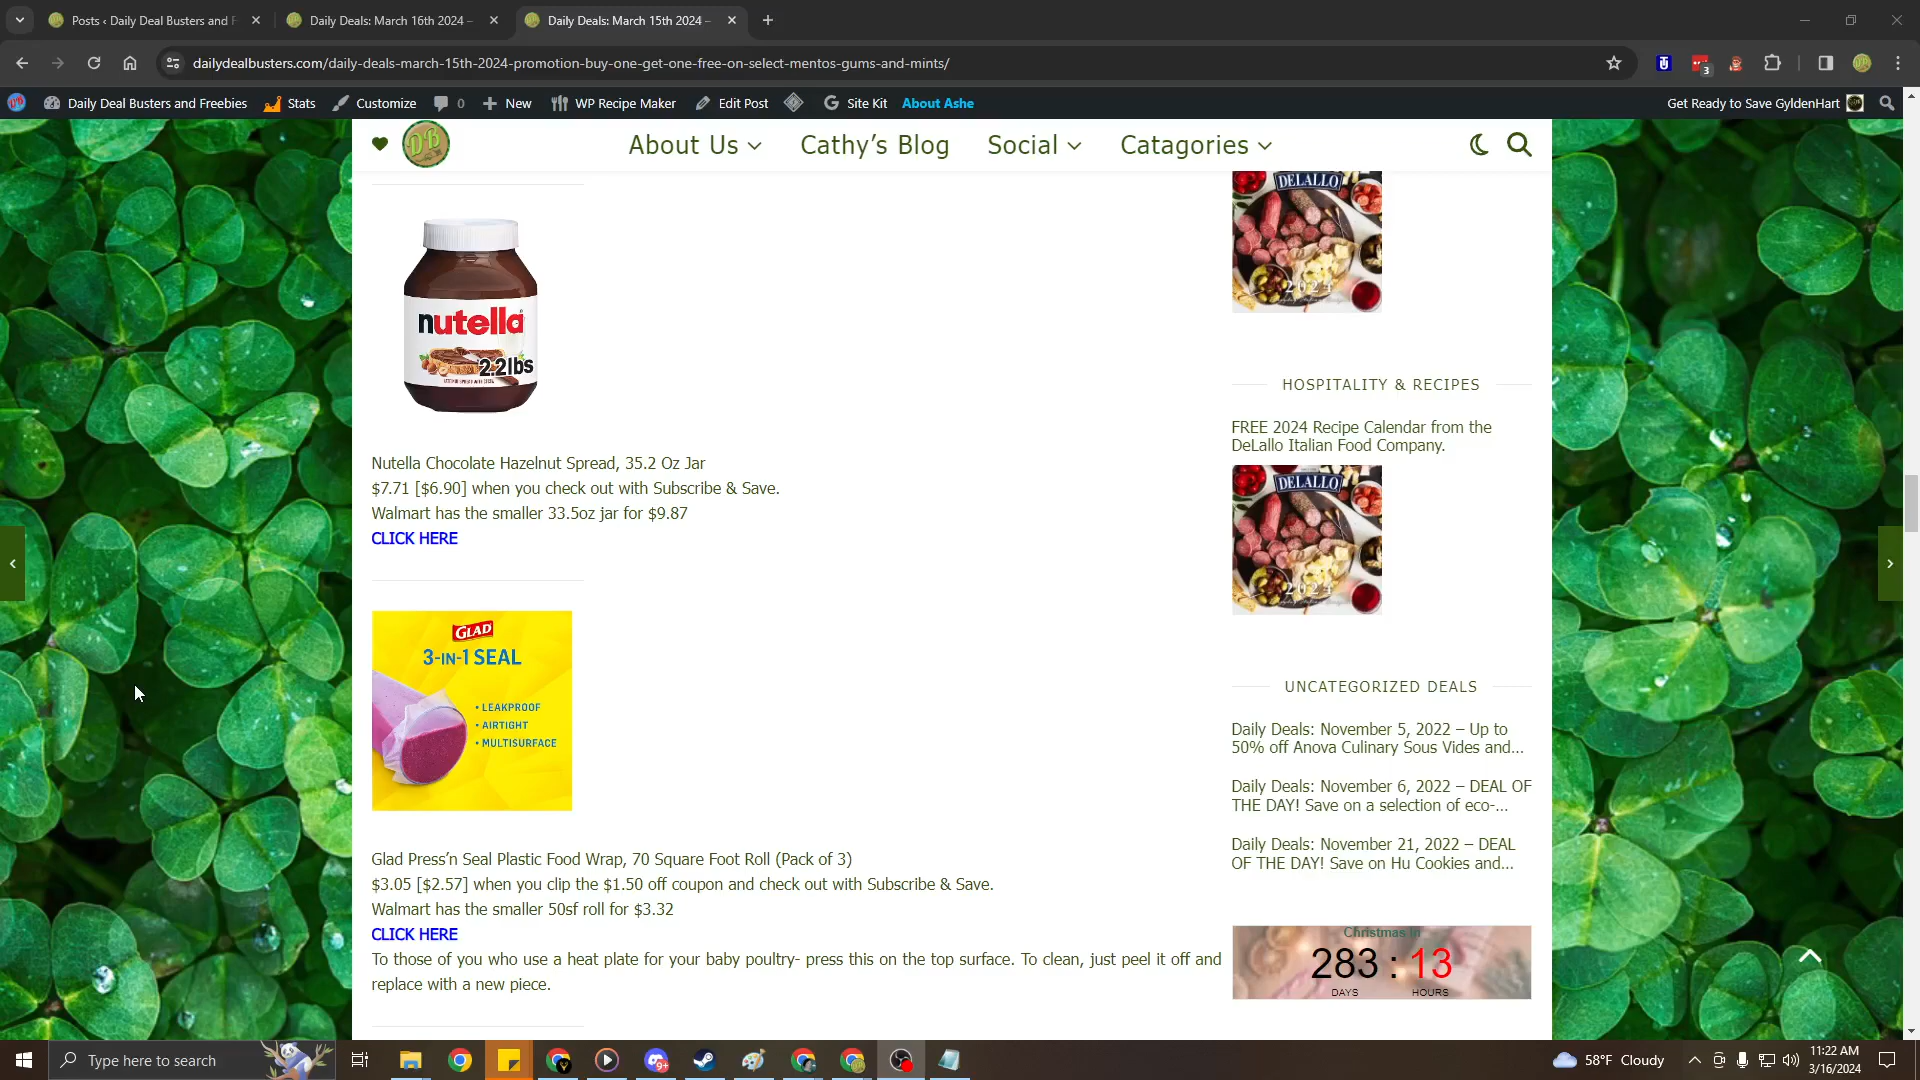 Posts ‹ Daily Deal Busters and F
Daily Deals: March 16th 2024 –
Daily Deals: March 15th 2024 –
dailydealbusters.com/daily-deals-march-15th-2024-promotion-buy-one-get-one-free-on-select-mentos-gums-and-mints/
3
Daily Deal Busters and Freebies
Stats
Customize
0
New
WP Recipe Maker
Edit Post
Site Kit
About Ashe
Get Ready to Save GyldenHart
DB
About Us
Cathy's Blog
Social
Catagories
DELALLO
2024
nutella
2.2lbs
HOSPITALITY & RECIPES
FREE 2024 Recipe Calendar from the
DeLallo Italian Food Company.
DELALLO
2024
Nutella Chocolate Hazelnut Spread, 35.2 Oz Jar
$7.71 [$6.90] when you check out with Subscribe & Save.
Walmart has the smaller 33.5oz jar for $9.87
CLICK HERE
GLAD
3-IN-1 SEAL
• LEAKPROOF
• AIRTIGHT
• MULTISURFACE
UNCATEGORIZED DEALS
Daily Deals: November 5, 2022 – Up to
50% off Anova Culinary Sous Vides and...
Daily Deals: November 6, 2022 – DEAL OF
THE DAY! Save on a selection of eco-...
Daily Deals: November 21, 2022 – DEAL
OF THE DAY! Save on Hu Cookies and...
Glad Press'n Seal Plastic Food Wrap, 70 Square Foot Roll (Pack of 3)
$3.05 [$2.57] when you clip the $1.50 off coupon and check out with Subscribe & Save.
Walmart has the smaller 50sf roll for $3.32
CLICK HERE
To those of you who use a heat plate for your baby poultry- press this on the top surface. To clean, just peel it off and
replace with a new piece.
Christmas in
283 : 13
DAYS HOURS
Type here to search
9+
58°F Cloudy
11:22 AM
3/16/2024